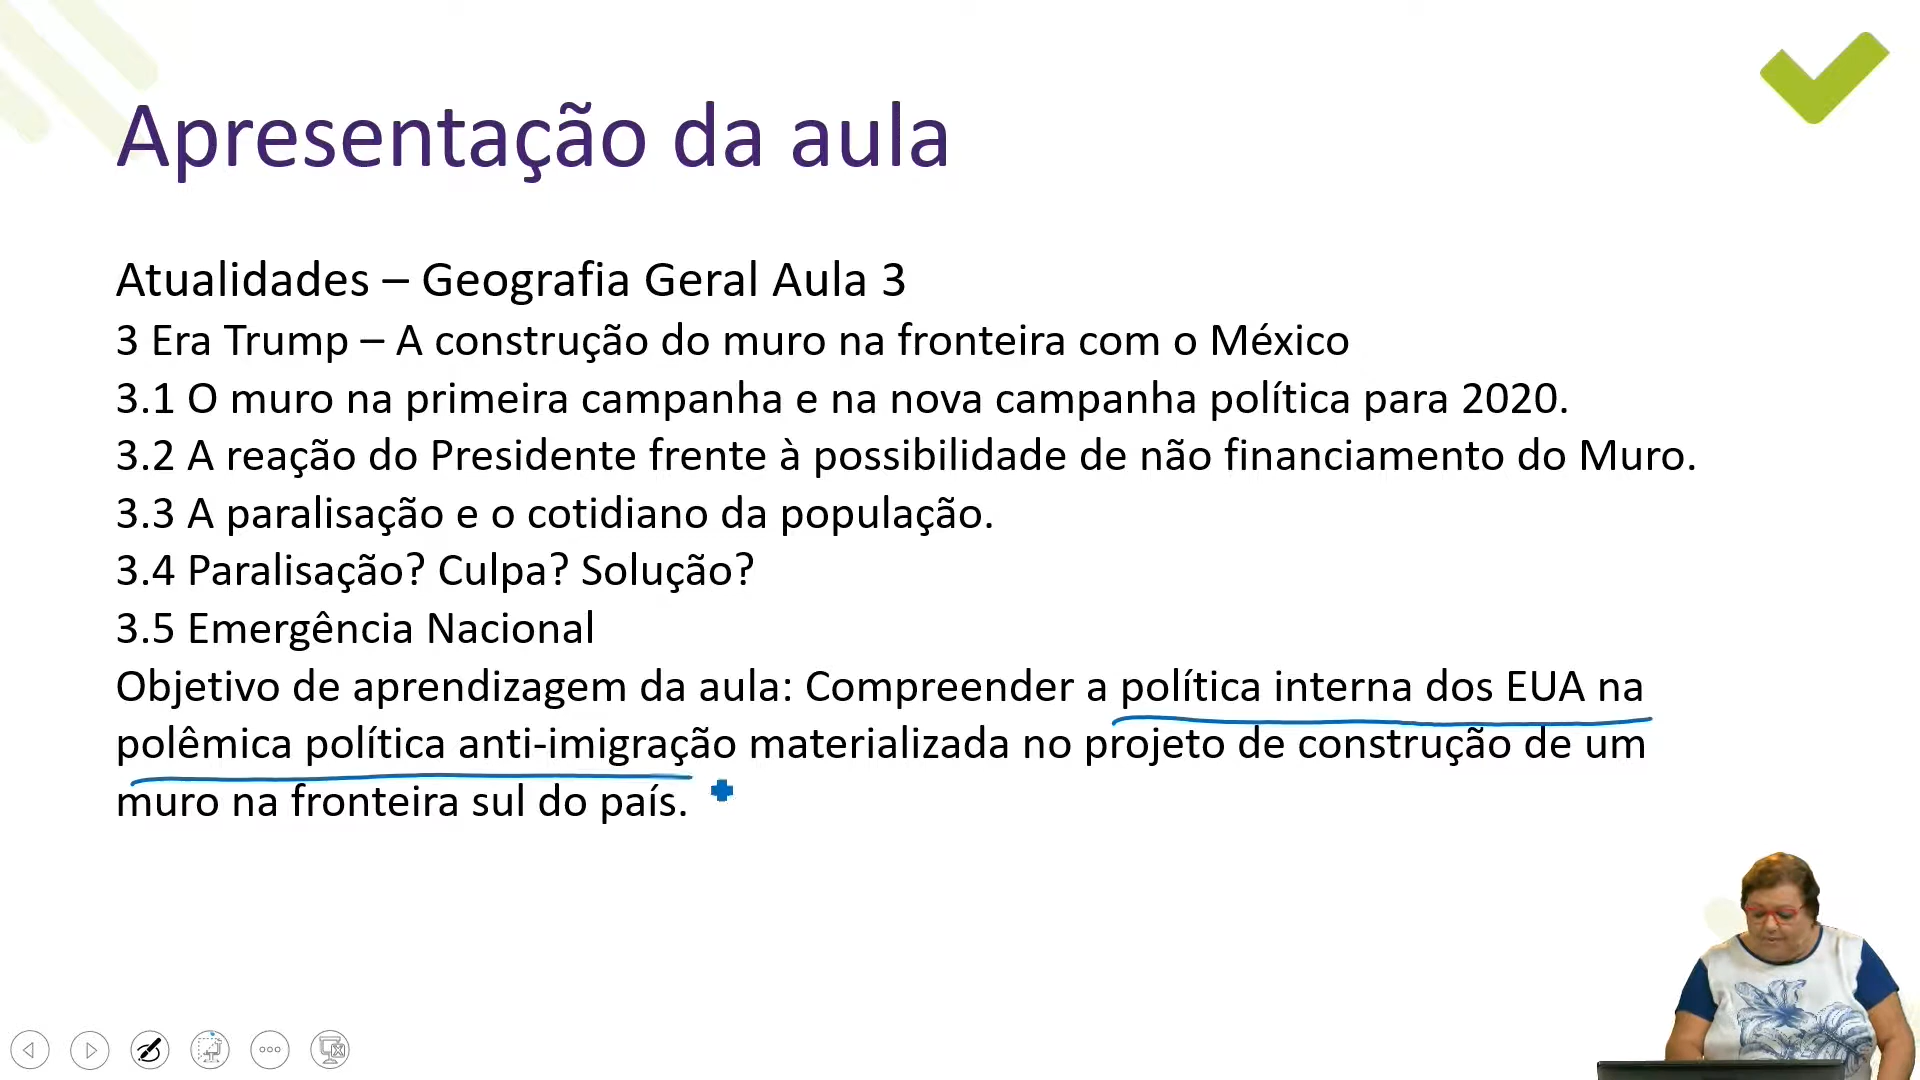 Apresentação da aula
Atualidades – Geografia Geral Aula 3
3 Era Trump – A construção do muro na fronteira com o México
3.1 O muro na primeira campanha e na nova campanha política para 2020.
3.2 A reação do Presidente frente à possibilidade de não financiamento do Muro.
3.3 A paralisação e o cotidiano da população.
3.4 Paralisação? Culpa? Solução?
3.5 Emergência Nacional
Objetivo de aprendizagem da aula: Compreender a política interna dos EUA na
polêmica política anti-imigração materializada no projeto de construção de um
muro na fronteira sul do país.